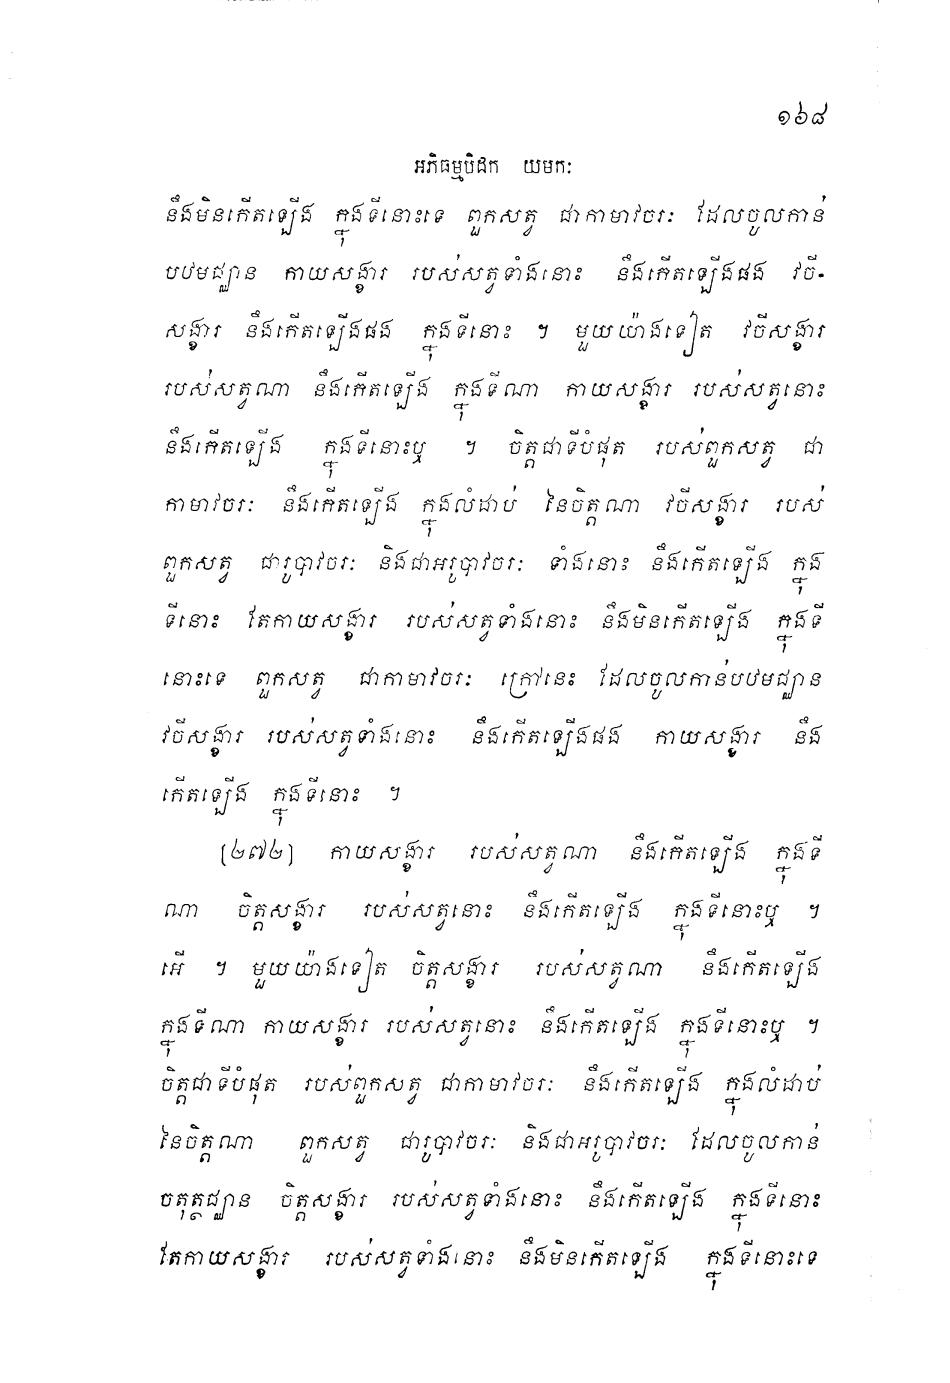 ១៦៨
អភិធម្មបិដក យមកៈ
នឹងមិនកើតឡើង ក្នុងទីនោះទេ ពួកសត្វ ជាកាមាវចរៈ ដែលចូលកាន់
បឋមជ្ឈាន កាយសង្ខារ របស់សត្វទាំងនោះ នឹងកើតឡើងផង វចី-
សង្ខារ នឹងកើតឡើងផង ក្នុងទីនោះ ។ មួយយ៉ាងទៀត វចីសង្ខារ
របស់សត្វណា នឹងកើតឡើង ក្នុងទីណា កាយសង្ខារ របស់សត្វនោះ
នឹងកើតឡើង ក្នុងទីនោះឬ ។ ចិត្តជាទីបំផុត របស់ពួកសត្វ ជា
កាមាវចរៈ នឹងកើតឡើង ក្នុងលំដាប់ នៃចិត្តណា វចីសង្ខារ របស់
ពួកសត្វ ជារូបាវចរៈ និងជាអរូបាវចរៈ ទាំងនោះ នឹងកើតឡើង ក្នុង
ទីនោះ តែកាយសង្ខារ របស់សត្វទាំងនោះ នឹងមិនកើតឡើង ក្នុងទី
នោះទេ ពួកសត្វ ជាកាមាវចរៈ ក្រៅនេះ ដែលចូលកាន់បឋមជ្ឈាន
វចីសង្ខារ របស់សត្វទាំងនោះ នឹងកើតឡើងផង កាយសង្ខារ នឹង
កើតឡើង ក្នុងទីនោះ ។
(២៧២) កាយសង្ខារ របស់សត្វណា នឹងកើតឡើង ក្នុងទី
ណា ចិត្តសង្ខារ របស់សត្វនោះ នឹងកើតឡើង ក្នុងទីនោះឬ ។
អើ ។ មួយយ៉ាងទៀត ចិត្តសង្ខារ របស់សត្វណា នឹងកើតឡើង
ក្នុងទីណា កាយសង្ខារ របស់សត្វនោះ នឹងកើតឡើង ក្នុងទីនោះឬ ។
ចិត្តជាទីបំផុត របស់ពួកសត្វ ជាកាមាវចរៈ នឹងកើតឡើង ក្នុងលំដាប់
នៃចិត្តណា ពួកសត្វ ជារូបាវចរៈ និងជាអរូបាវចរៈ ដែលចូលកាន់
ចតុត្ថជ្ឈាន ចិត្តសង្ខារ របស់សត្វទាំងនោះ នឹងកើតឡើង ក្នុងទីនោះ
តែកាយសង្ខារ របស់សត្វទាំងនោះ នឹងមិនកើតឡើង ក្នុងទីនោះទេ